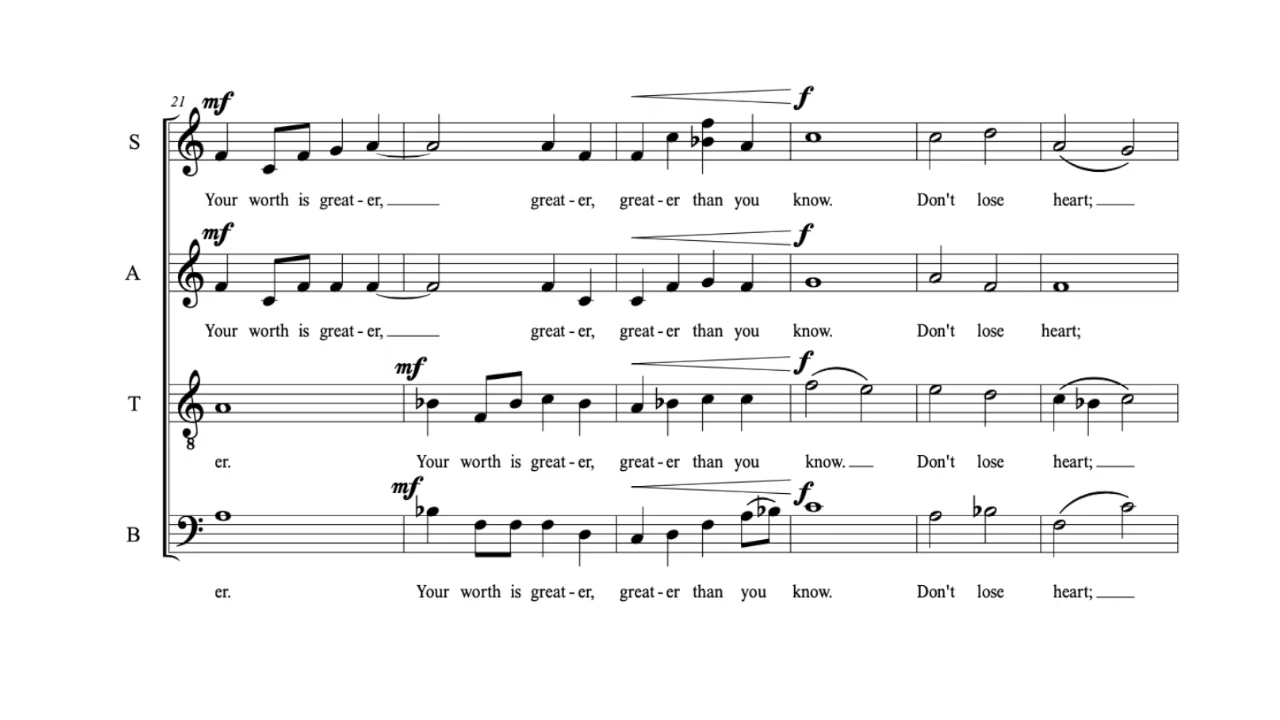 21 mf
S
Your worth is great - er, great - er, great - er than you know. Don't lose heart;
mf f
A
Your worth is great - er, great - er, great - er than you know. Don't lose heart;
mf f
T
8
er. Your worth is great - er, great - er than you know. Don't lose heart;
mf f
B
er. Your worth is great - er, great - er than you know. Don't lose heart;